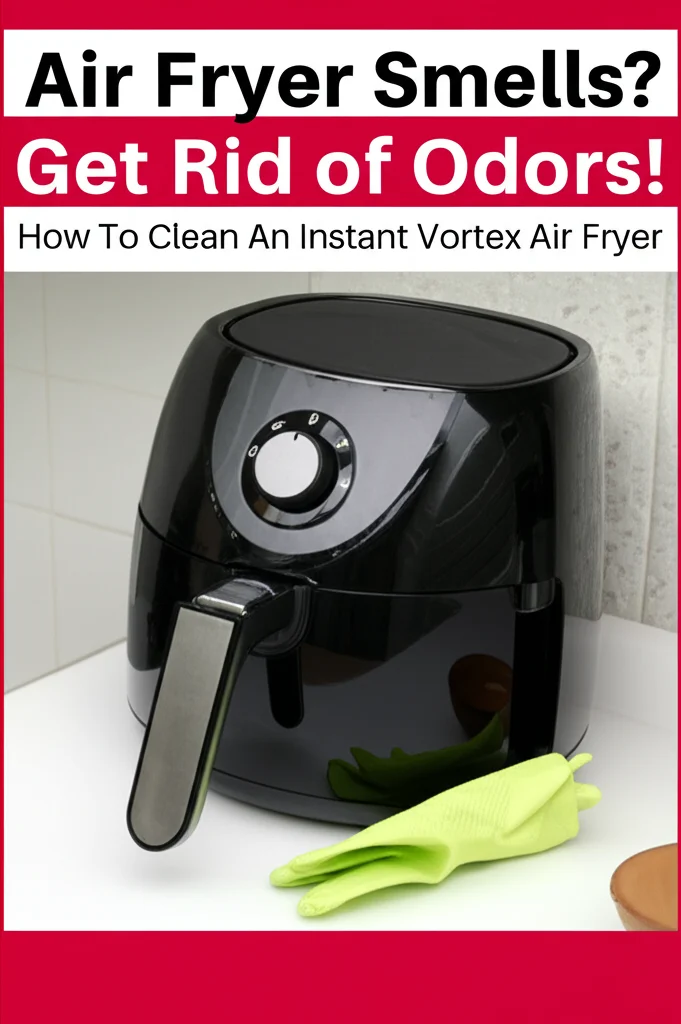 Air Fryer Smells?
Get Rid of Odors!
How To Clean An Instant Vortex Air Fryer